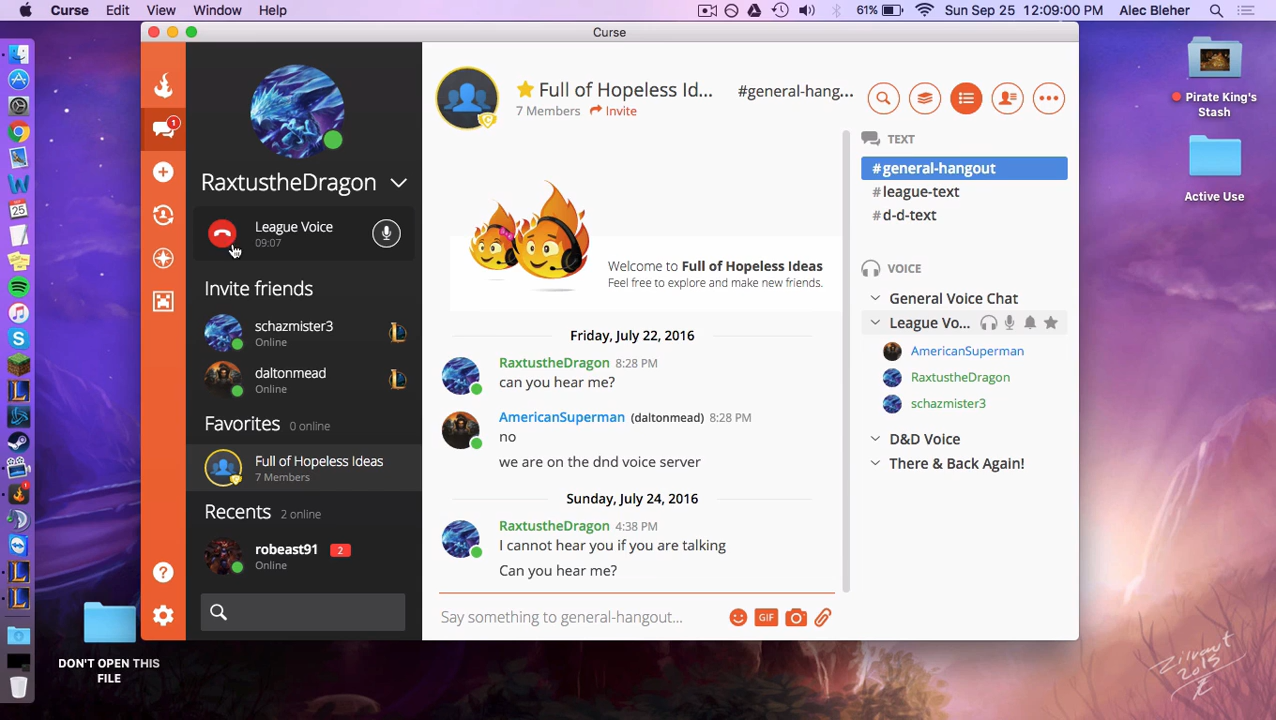 Curse Edit View Window Help
61% Sun Sep 25 12:09:00 PM Alec Bleher
Curse
RaxtustheDragon
League Voice
09:07
Invite friends
schazmister3
Online
daltonmead
Online
Favorites 0 online
Full of Hopeless Ideas
7 Members
Recents 2 online
robeast91 2
Online
1
Full of Hopeless Id...
7 Members Invite
#general-hang...
Welcome to Full of Hopeless Ideas
Feel free to explore and make new friends.
Friday, July 22, 2016
RaxtustheDragon 8:28 PM
can you hear me?
AmericanSuperman (daltonmead) 8:28 PM
no
we are on the dnd voice server
Sunday, July 24, 2016
RaxtustheDragon 4:38 PM
I cannot hear you if you are talking
Can you hear me?
Say something to general-hangout...
GIF
TEXT
#general-hangout
#league-text
#d-d-text
VOICE
General Voice Chat
League Vo...
AmericanSuperman
RaxtustheDragon
schazmister3
D&D Voice
There & Back Again!
Pirate King's
Stash
Active Use
DON'T OPEN THIS
FILE
Zilvaut
2015